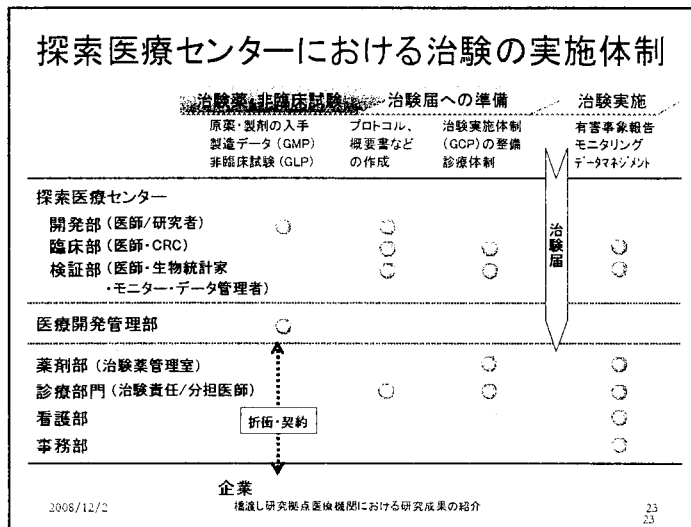 探索医療センターにおける治験の実施体制
治験薬・非臨床試験 治験届への準備 治験実施
原薬・製剤の入手
製造データ(GMP)
非臨床試験(GLP)
プロトコル、
概要書など
の作成
治験実施体制
(GCP)の整備
診療体制
有害事象報告
モニタリング
データマネジメント
治験届
探索医療センター
開発部(医師/研究者)
臨床部(医師・CRC)
検証部(医師・生物統計家
・モニター・データ管理者)
医療開発管理部
薬剤部(治験薬管理室)
診療部門(治験責任/分担医師)
看護部
事務部
折衝・契約
企業
2008/12/2 橋渡し研究拠点医療機関における研究成果の紹介 23
23